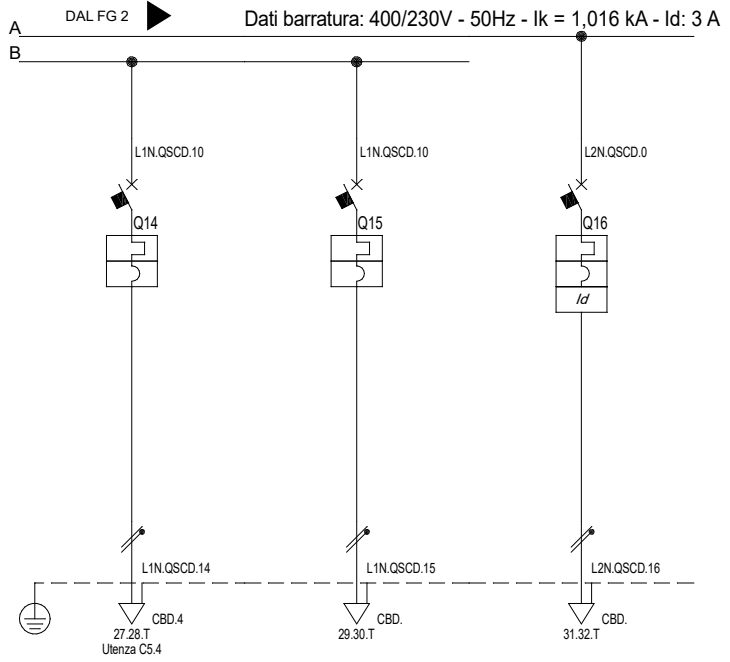 DAL FG 2
Dati barratura: 400/230V - 50Hz - Ik = 1,016 kA - Id: 3 A
A
B
L1N.QSCD.10
L1N.QSCD.10
L2N.QSCD.0
Q14
Q15
Q16
Id
L1N.QSCD.14
L1N.QSCD.15
L2N.QSCD.16
CBD.4
CBD.
CBD.
27.28.T
29.30.T
31.32.T
Utenza C5.4